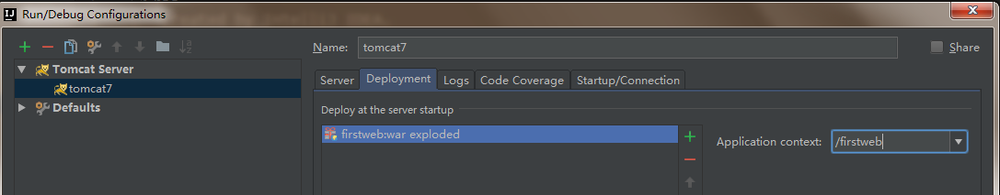 Run/Debug Configurations
Name: tomcat7 Share
Tomcat Server
tomcat7
Defaults
Server Deployment Logs Code Coverage Startup/Connection
Deploy at the server startup
firstweb:war exploded
Application context: /firstweb